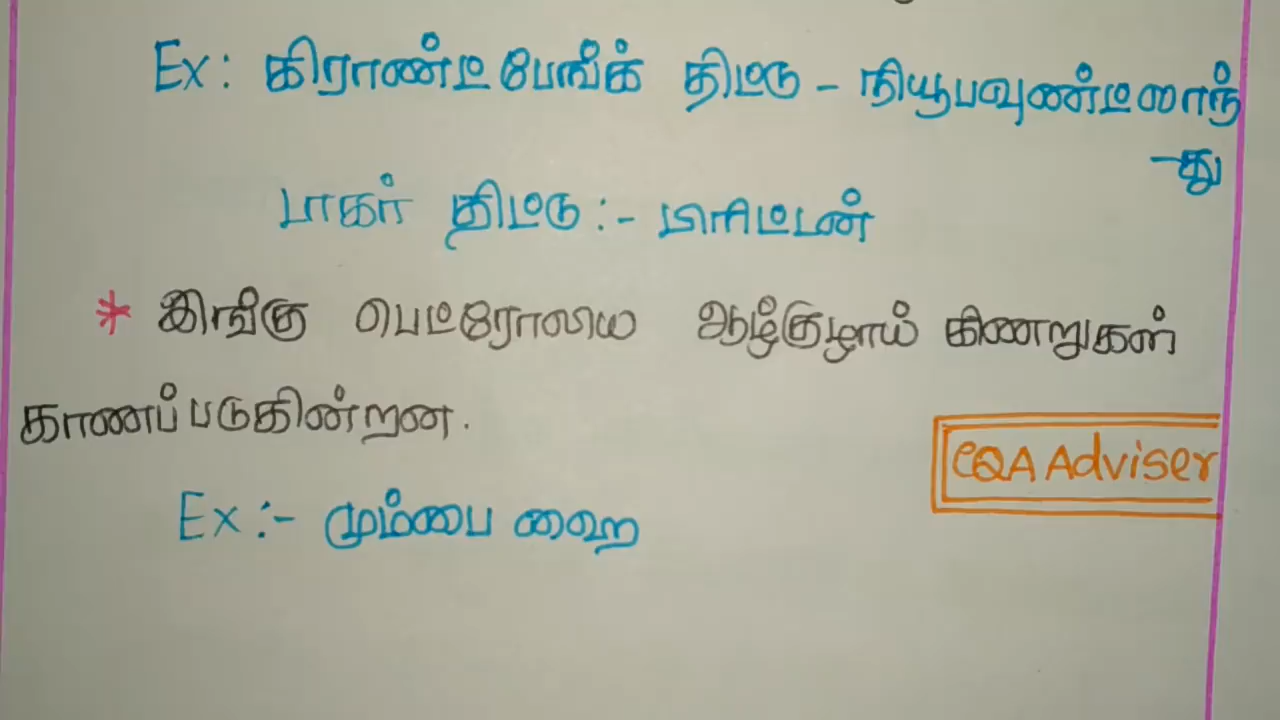 Ex: கிராண்ட்பேங்க் திட்டு - நியூபவுண்ட்லாந்
-து
டாகர் திட்டு :- பிரிட்டன்
* இங்கு பெட்ரோலிய ஆழ்குழாய் கிணறுகள்
காணப்படுகின்றன.
CQA Adviser
Ex :- மும்பை ஹை